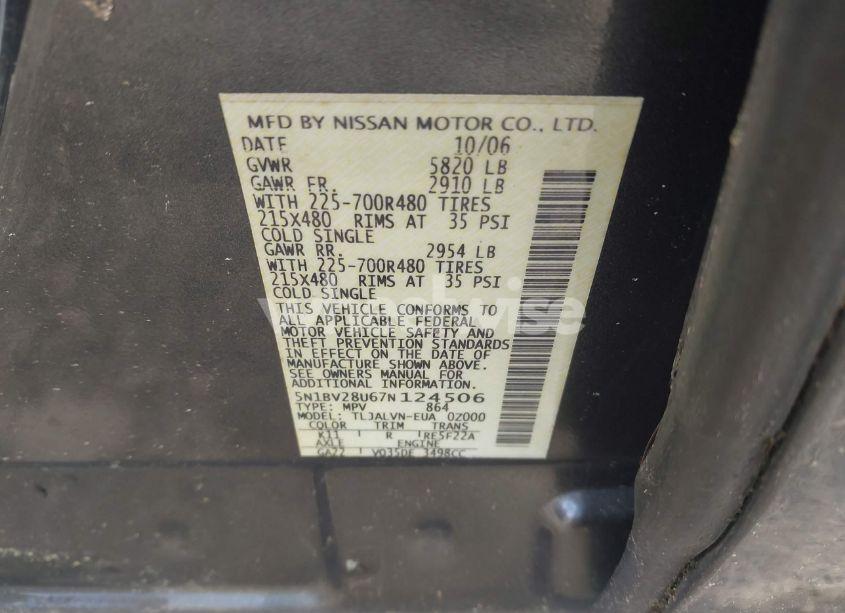 MFD BY NISSAN MOTOR CO., LTD.
DATE 10/06
GVWR 5820 LB
GAWR FR. 2910 LB
WITH 225-700R480 TIRES
215X480 RIMS AT 35 PSI
COLD SINGLE
GAWR RR. 2954 LB
WITH 225-700R480 TIRES
215X480 RIMS AT 35 PSI
COLD SINGLE
THIS VEHICLE CONFORMS TO
ALL APPLICABLE FEDERAL
MOTOR VEHICLE SAFETY AND
THEFT PREVENTION STANDARDS
IN EFFECT ON THE DATE OF
MANUFACTURE SHOWN ABOVE.
SEE OWNERS MANUAL FOR
ADDITIONAL INFORMATION.
5N1BV28U67N124506
TYPE: MPV 864
MODEL: TLJALVN-EUA 02000
COLOR TRIM TRANS
K11 R RE5F22A
AXLE ENGINE
GA22 VQ35DE 3498CC